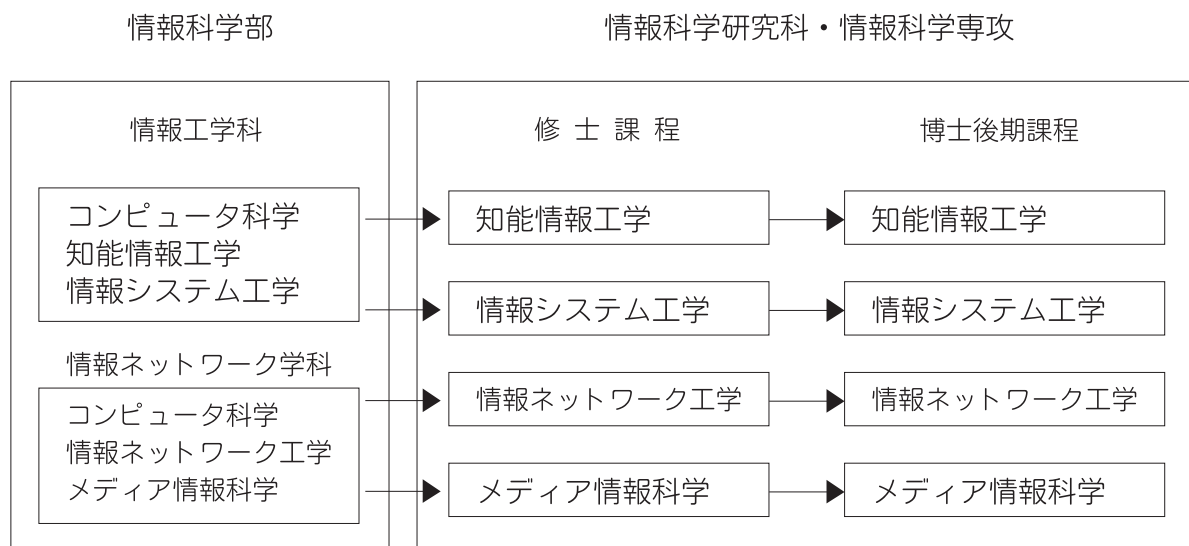 情報科学部
情報科学研究科・情報科学専攻
情報工学科
修士課程
博士後期課程
コンピュータ科学
知能情報工学
情報システム工学
知能情報工学
知能情報工学
情報システム工学
情報システム工学
情報ネットワーク学科
コンピュータ科学
情報ネットワーク工学
メディア情報科学
情報ネットワーク工学
情報ネットワーク工学
メディア情報科学
メディア情報科学